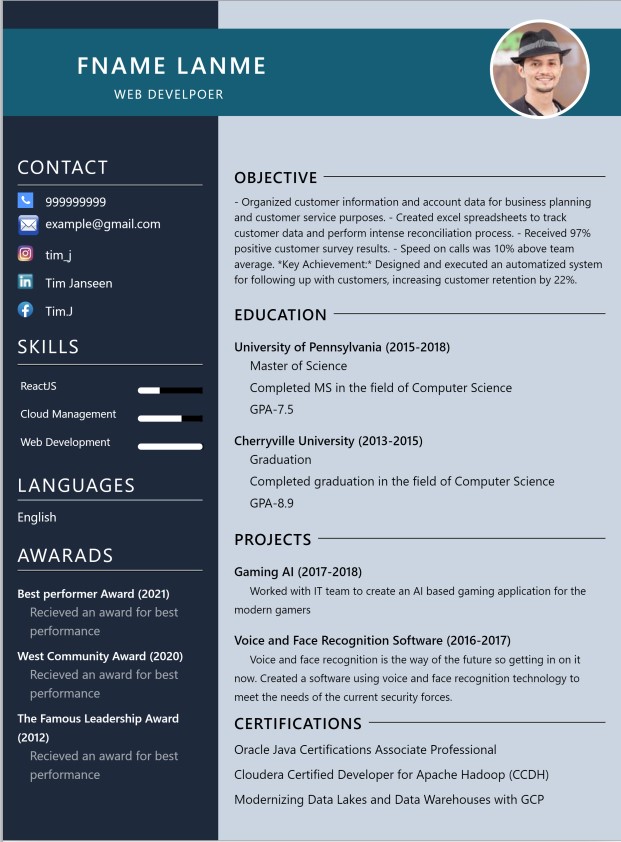 FNAME LANME
WEB DEVELPOER
CONTACT
999999999
example@gmail.com
tim_j
Tim Janseen
Tim.J
SKILLS
ReactJS
Cloud Management
Web Development
LANGUAGES
English
AWARADS
Best performer Award (2021)
Recieved an award for best
performance
West Community Award (2020)
Recieved an award for best
performance
The Famous Leadership Award
(2012)
Recieved an award for best
performance
OBJECTIVE
- Organized customer information and account data for business planning
and customer service purposes. - Created excel spreadsheets to track
customer data and perform intense reconciliation process. - Received 97%
positive customer survey results. - Speed on calls was 10% above team
average. *Key Achievement:* Designed and executed an automatized system
for following up with customers, increasing customer retention by 22%.
EDUCATION
University of Pennsylvania (2015-2018)
Master of Science
Completed MS in the field of Computer Science
GPA-7.5
Cherryville University (2013-2015)
Graduation
Completed graduation in the field of Computer Science
GPA-8.9
PROJECTS
Gaming AI (2017-2018)
Worked with IT team to create an AI based gaming application for the
modern gamers
Voice and Face Recognition Software (2016-2017)
Voice and face recognition is the way of the future so getting in on it
now. Created a software using voice and face recognition technology to
meet the needs of the current security forces.
CERTIFICATIONS
Oracle Java Certifications Associate Professional
Cloudera Certified Developer for Apache Hadoop (CCDH)
Modernizing Data Lakes and Data Warehouses with GCP